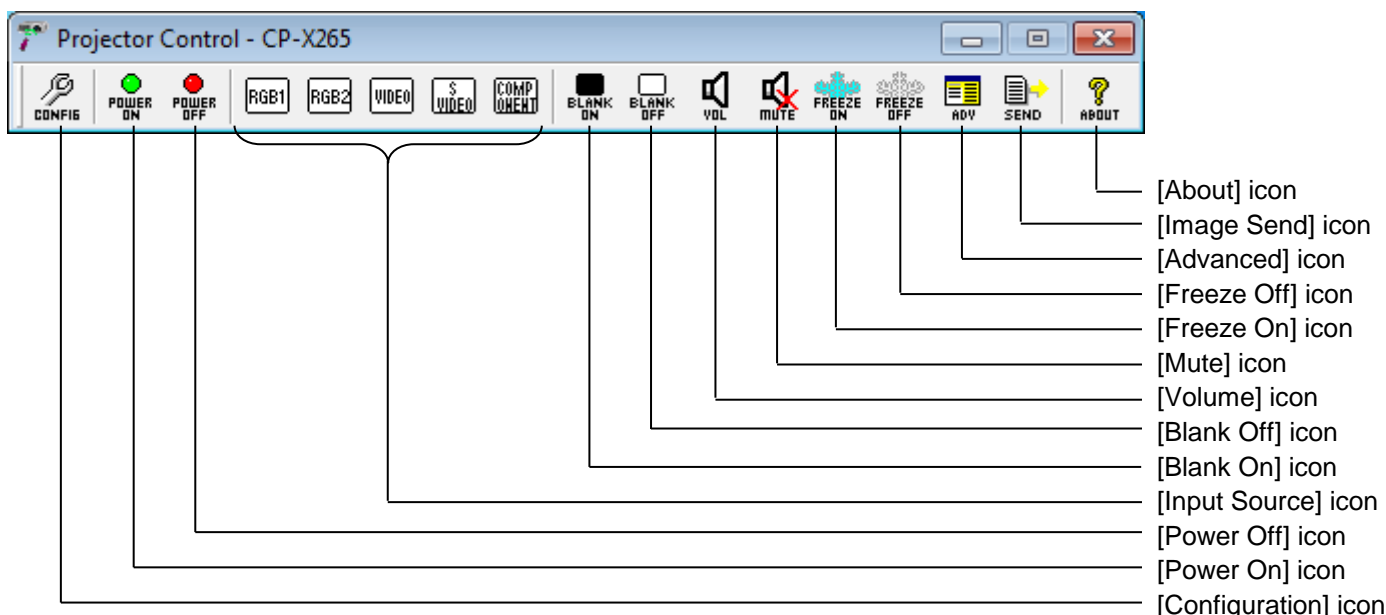 Projector Control - CP-X265
CONFIG
POWER
ON
POWER
OFF
RGB1
RGB2
VIDEO
S
VIDEO
COMP
ONENT
BLANK
ON
BLANK
OFF
VOL
MUTE
FREEZE
ON
FREEZE
OFF
ADV
SEND
?
ABOUT
[About] icon
[Image Send] icon
[Advanced] icon
[Freeze Off] icon
[Freeze On] icon
[Mute] icon
[Volume] icon
[Blank Off] icon
[Blank On] icon
[Input Source] icon
[Power Off] icon
[Power On] icon
[Configuration] icon